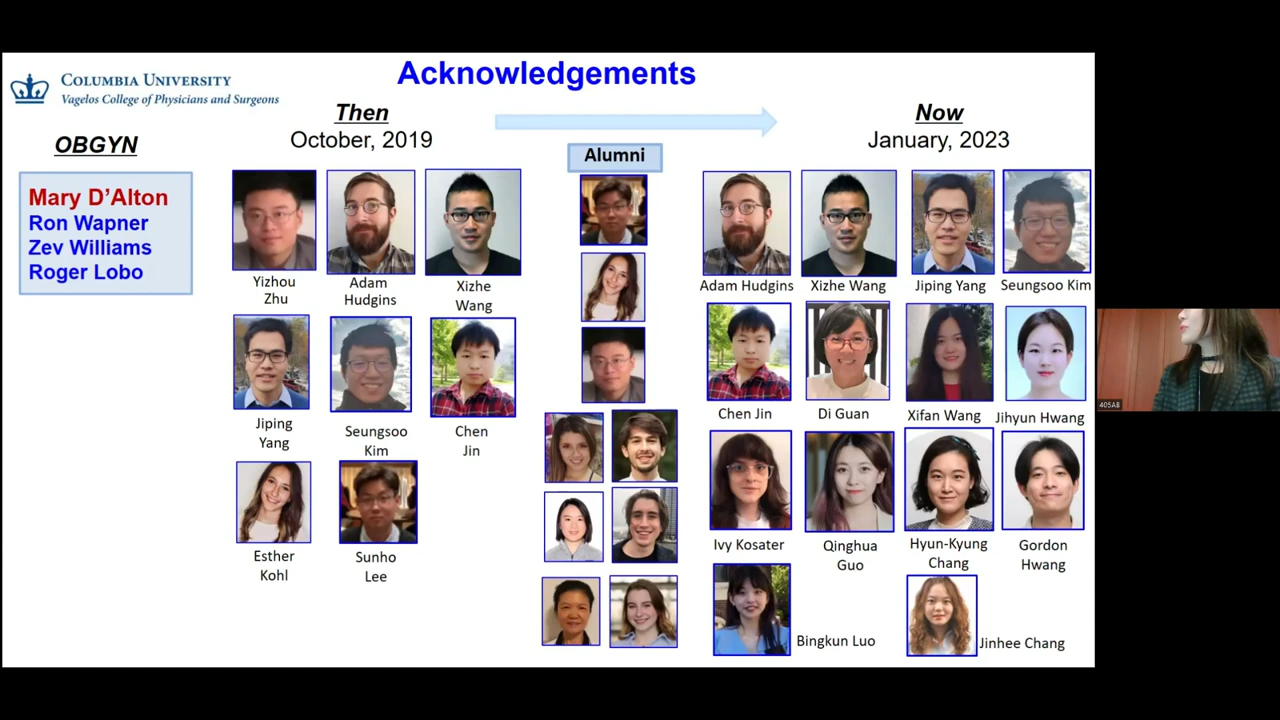 Acknowledgements
COLUMBIA UNIVERSITY
Vagelos College of Physicians and Surgeons
OBGYN
Mary D'Alton
Ron Wapner
Zev Williams
Roger Lobo
Then
October, 2019
Yizhou
Zhu
Adam
Hudgins
Xizhe
Wang
Jiping
Yang
Seungsoo
Kim
Chen
Jin
Esther
Kohl
Sunho
Lee
Alumni
Now
January, 2023
Adam Hudgins
Xizhe Wang
Jiping Yang
Seungsoo Kim
Chen Jin
Di Guan
Xifan Wang
Jihyun Hwang
Ivy Kosater
Qinghua
Guo
Hyun-Kyung
Chang
Gordon
Hwang
Bingkun Luo
Jinhee Chang
405AB